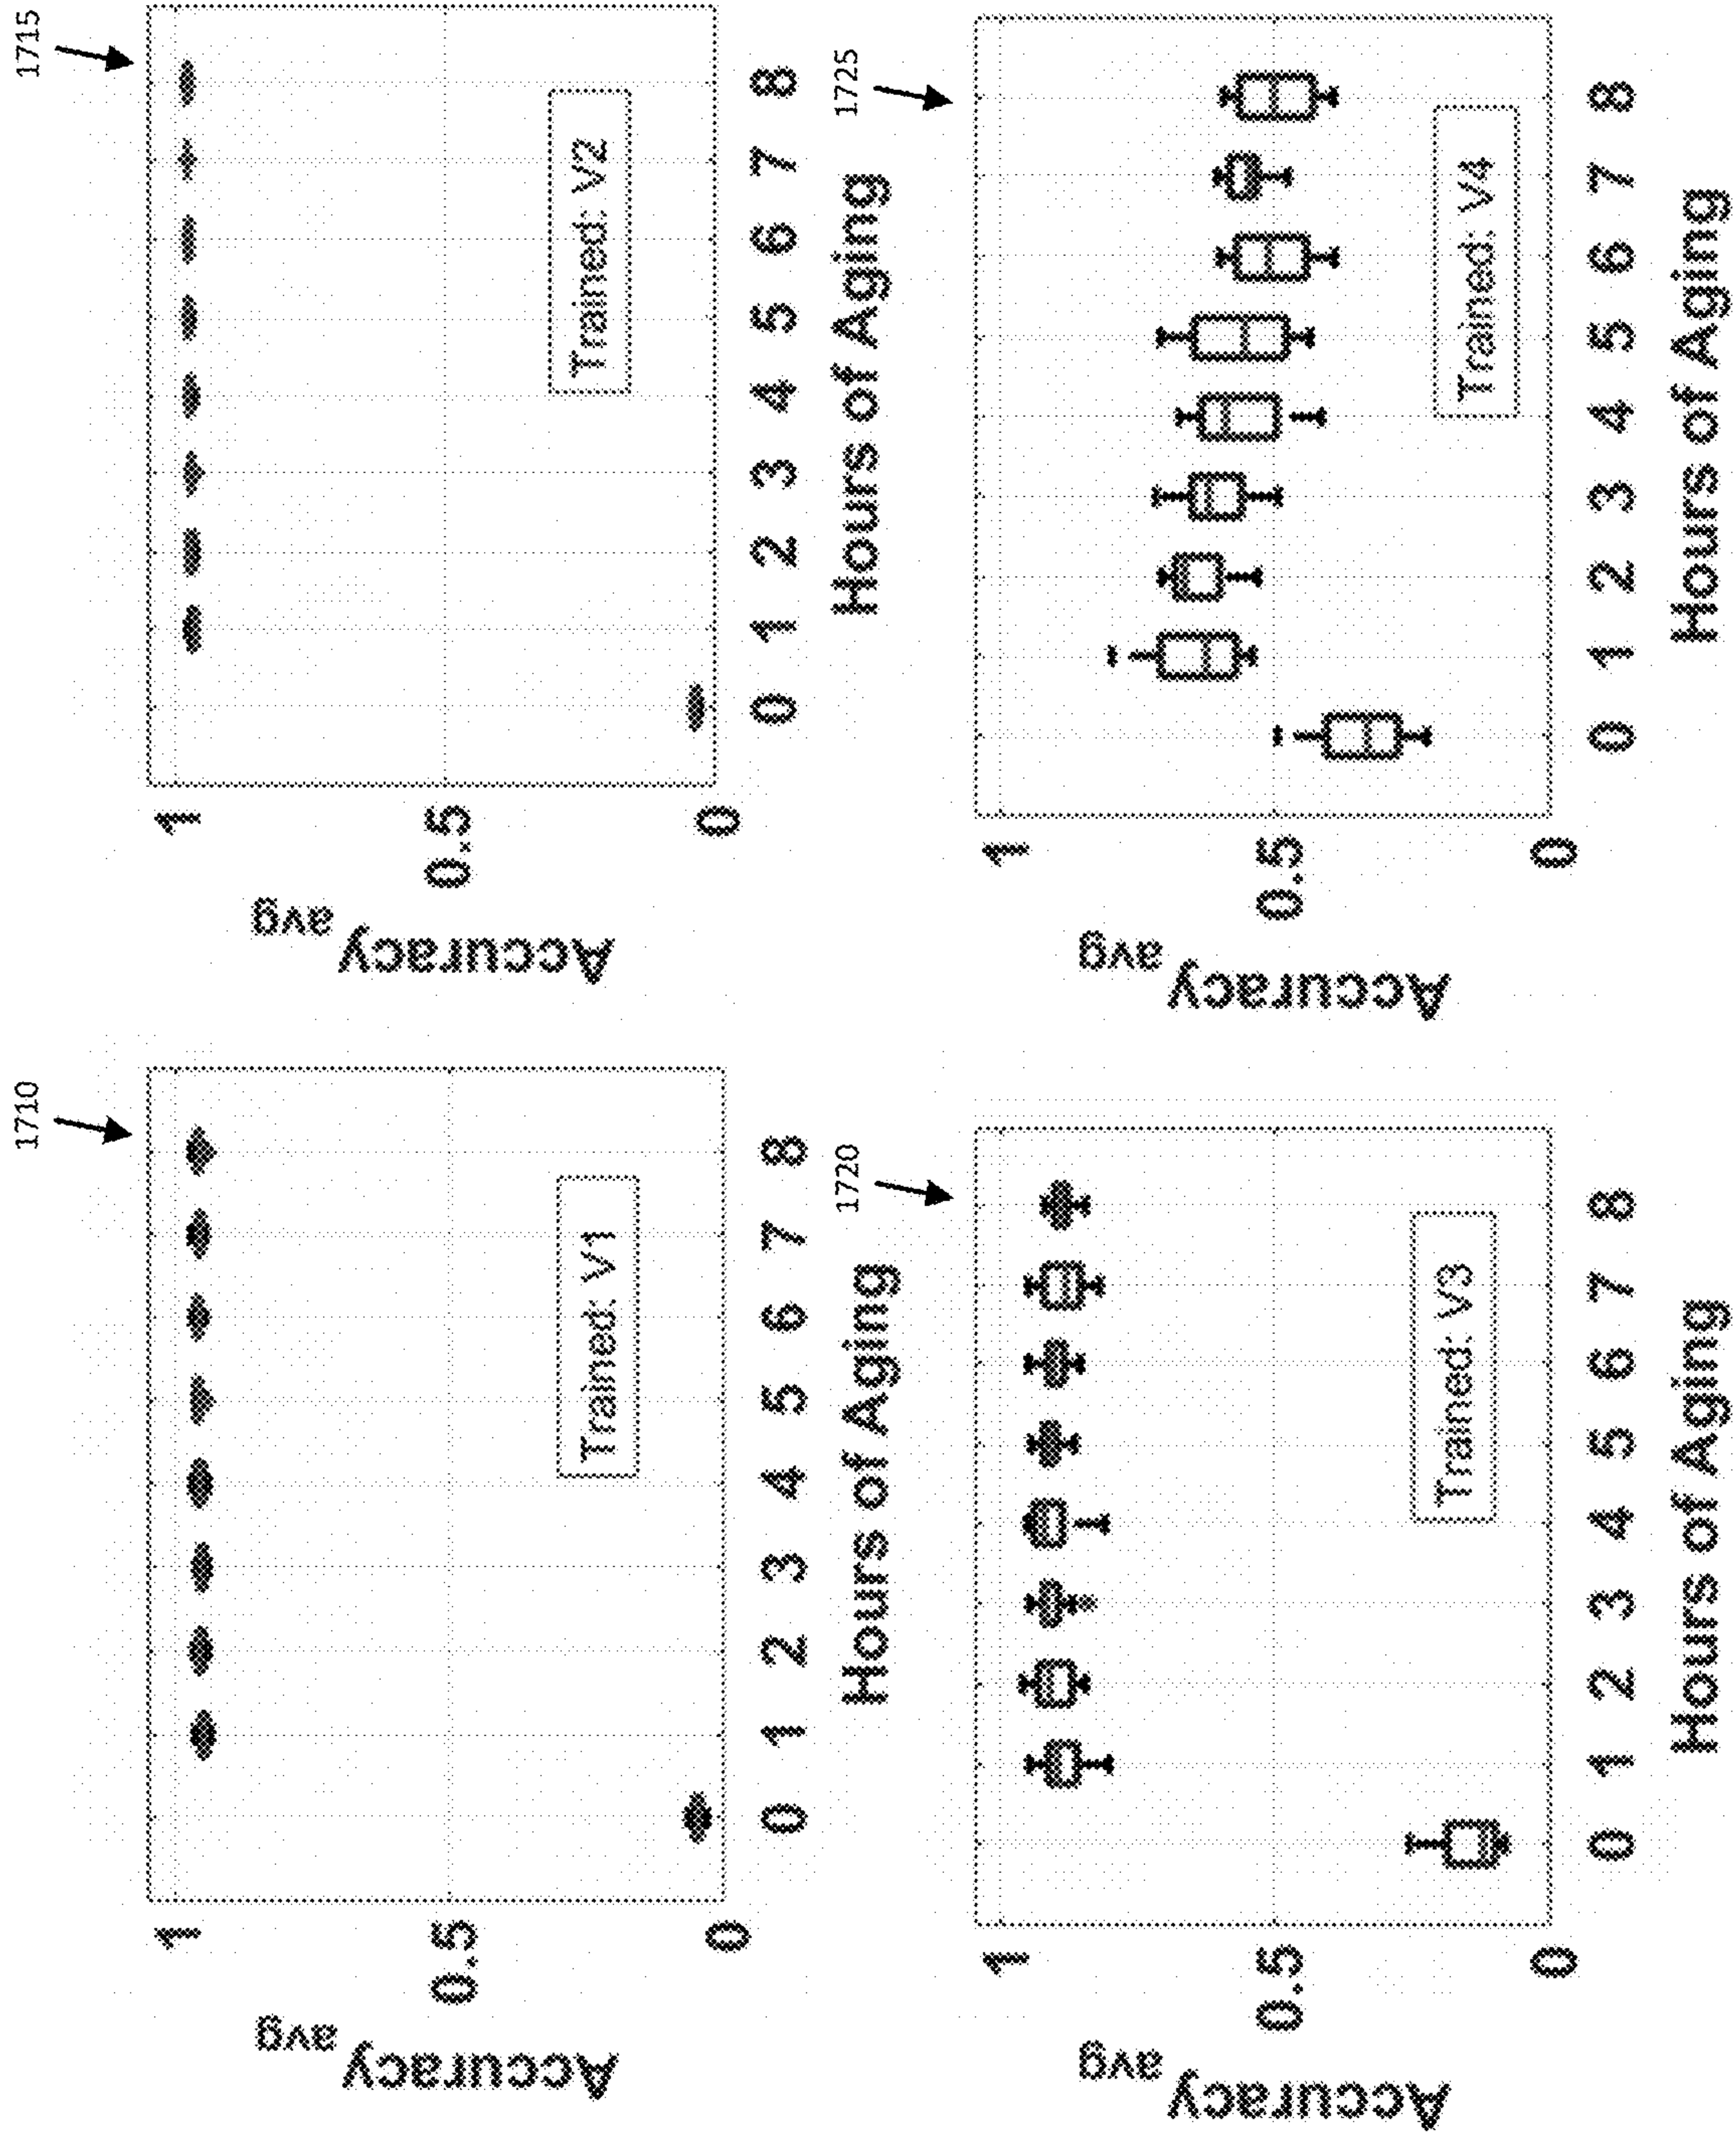 1710
Accuracy avg
1
0.5
0
Trained: V1
0 1 2 3 4 5 6 7 8
Hours of Aging
1715
Accuracy avg
1
0.5
0
Trained: V2
0 1 2 3 4 5 6 7 8
Hours of Aging
1720
Accuracy avg
1
0.5
0
Trained: V3
0 1 2 3 4 5 6 7 8
Hours of Aging
1725
Accuracy avg
1
0.5
0
Trained: V4
0 1 2 3 4 5 6 7 8
Hours of Aging